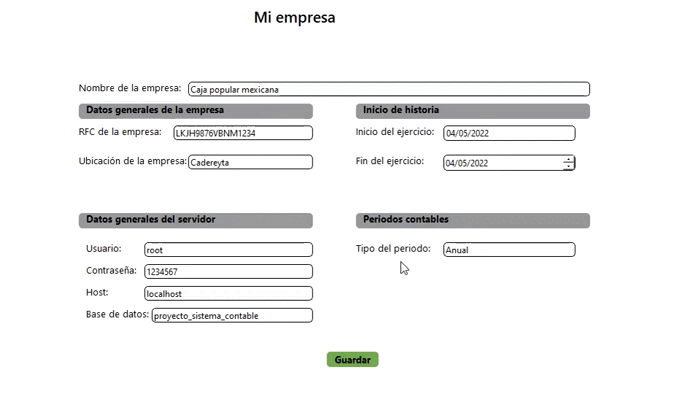 Mi empresa
Nombre de la empresa: Caja popular mexicana
Datos generales de la empresa
RFC de la empresa: LKJH9876VBNM1234
Ubicación de la empresa: Cadereyta
Inicio de historia
Inicio del ejercicio: 04/05/2022
Fin del ejercicio: 04/05/2022
Datos generales del servidor
Usuario: root
Contraseña: 1234567
Host: localhost
Base de datos: proyecto_sistema_contable
Periodos contables
Tipo del periodo: Anual
Guardar